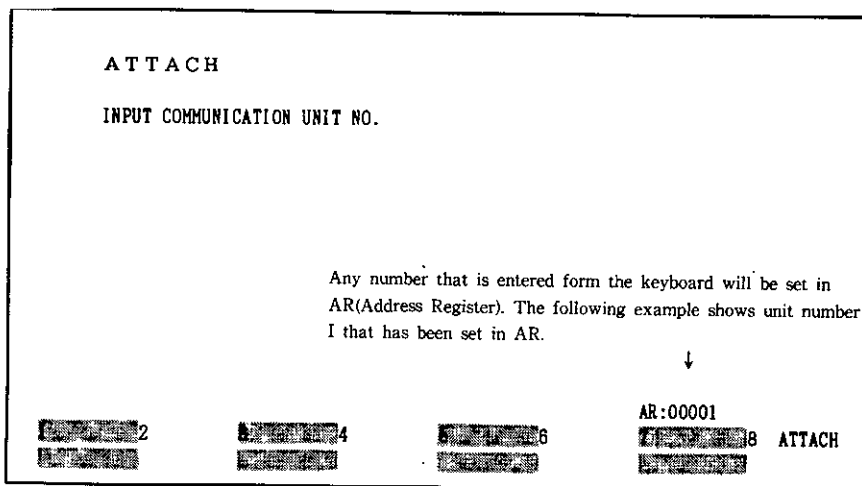 ATTACH
INPUT COMMUNICATION UNIT NO.
Any number that is entered form the keyboard will be set in
AR(Address Register). The following example shows unit number
I that has been set in AR.
↓
AR:00001
2 4 6 8 ATTACH